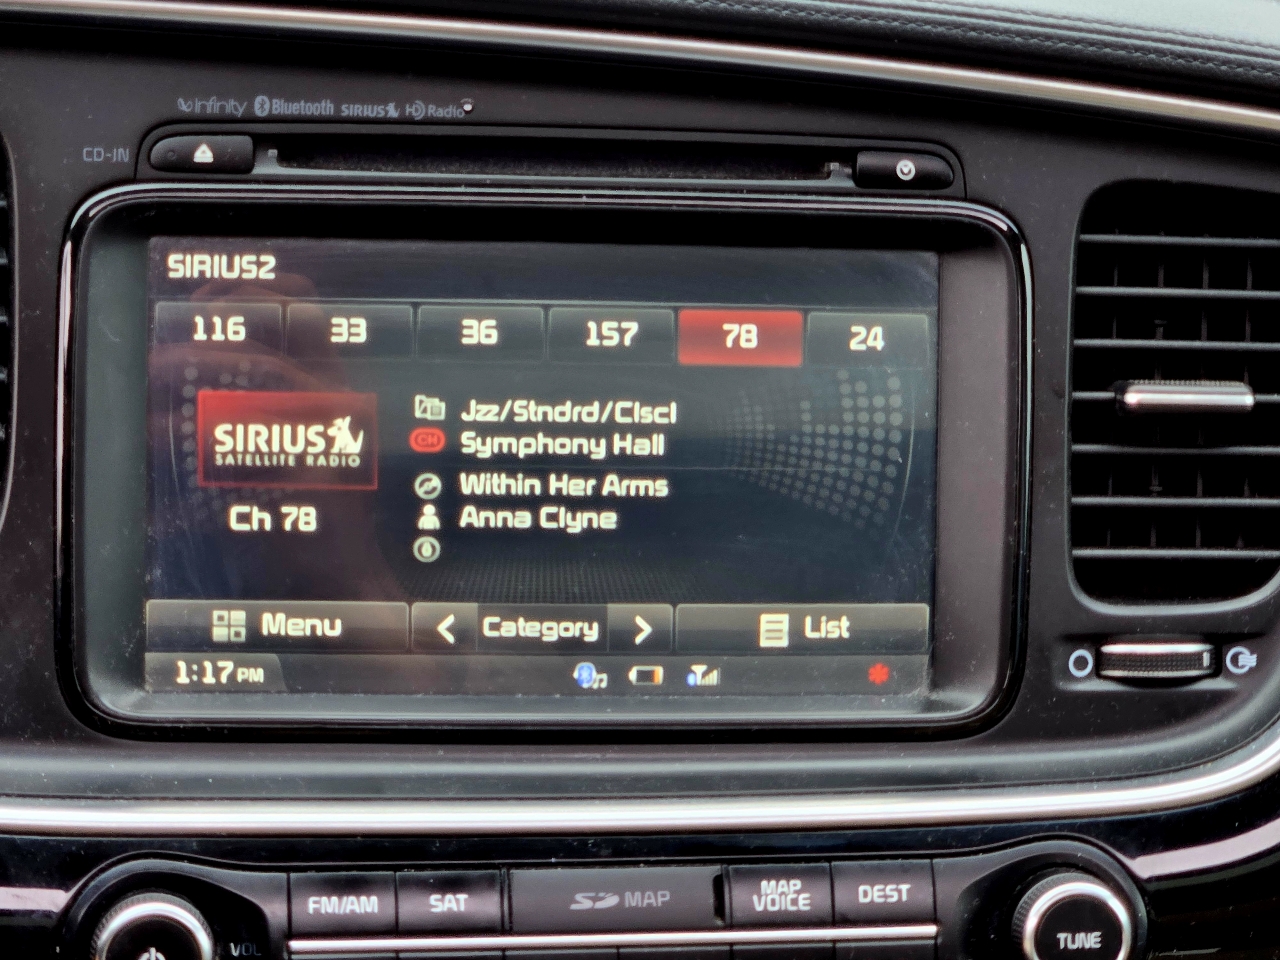 infinity Bluetooth SIRIUS HD Radio
CD-IN
SIRIUS2
116 33 36 157 78 24
SIRIUS
SATELLITE RADIO
Ch 78
Jzz/Stndrd/Clscl
CH Symphony Hall
Within Her Arms
Anna Clyne
Menu < Category > List
1:17 PM
FM/AM SAT SD MAP MAP VOICE DEST
VOL TUNE